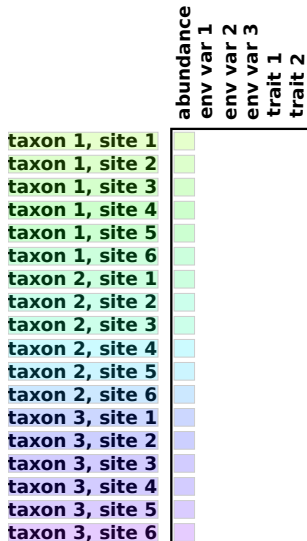 abundance
env var 1
env var 2
env var 3
trait 1
trait 2
taxon 1, site 1
taxon 1, site 2
taxon 1, site 3
taxon 1, site 4
taxon 1, site 5
taxon 1, site 6
taxon 2, site 1
taxon 2, site 2
taxon 2, site 3
taxon 2, site 4
taxon 2, site 5
taxon 2, site 6
taxon 3, site 1
taxon 3, site 2
taxon 3, site 3
taxon 3, site 4
taxon 3, site 5
taxon 3, site 6